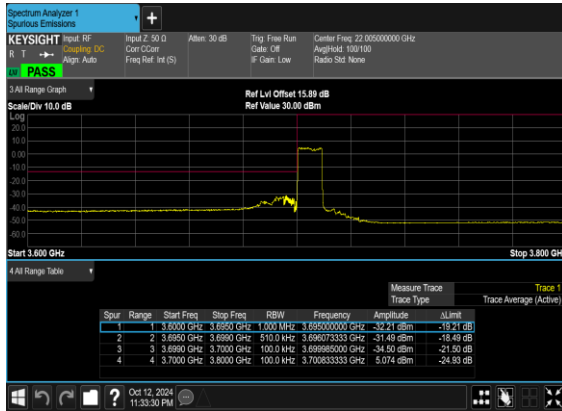 Spectrum Analyzer 1
Spurious Emissions
+
KEYSIGHT Input: RF Input Z: 50 Ω Atten: 30 dB Trig: Free Run Center Freq: 22.005000000 GHz
R T Coupling: DC Corr CCorr Gate: Off Avg|Hold: 100/100
Align: Auto Freq Ref: Int (S) IF Gain: Low Radio Std: None
PASS
3 All Range Graph
Ref Lvl Offset 15.89 dB
Scale/Div 10.0 dB Ref Value 30.00 dBm
Log
20.0
10.0
0.00
-10.0
-20.0
-30.0
-40.0
-50.0
-60.0
Start 3.600 GHz Stop 3.800 GH
4 All Range Table
Measure Trace Trace 1
Trace Type Trace Average (Active)
Spur Range Start Freq Stop Freq RBW Frequency Amplitude ΔLimit
1 1 3.6000 GHz 3.6950 GHz 1.000 MHz 3.695000000 GHz -32.21 dBm -19.21 dB
2 2 3.6950 GHz 3.6990 GHz 510.0 kHz 3.696073333 GHz -31.49 dBm -18.49 dB
3 3 3.6990 GHz 3.7000 GHz 100.0 kHz 3.699985000 GHz -34.50 dBm -21.50 dB
4 4 3.7000 GHz 3.8000 GHz 100.0 kHz 3.700833333 GHz 5.074 dBm -24.93 dB
?
Oct 12, 2024
11:33:30 PM